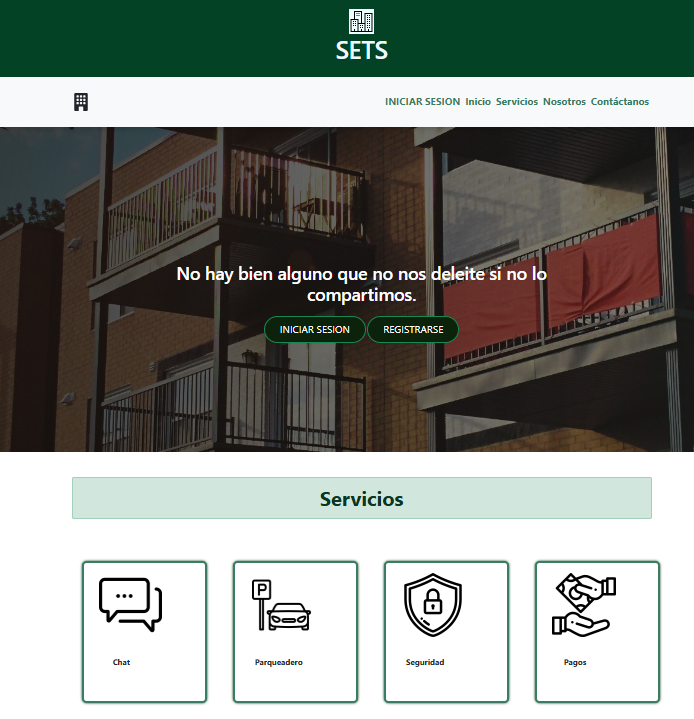 SETS
INICIAR SESION Inicio Servicios Nosotros Contáctanos
No hay bien alguno que no nos deleite si no lo
compartimos.
INICIAR SESION REGISTRARSE
Servicios
P
Chat Parqueadero Seguridad Pagos